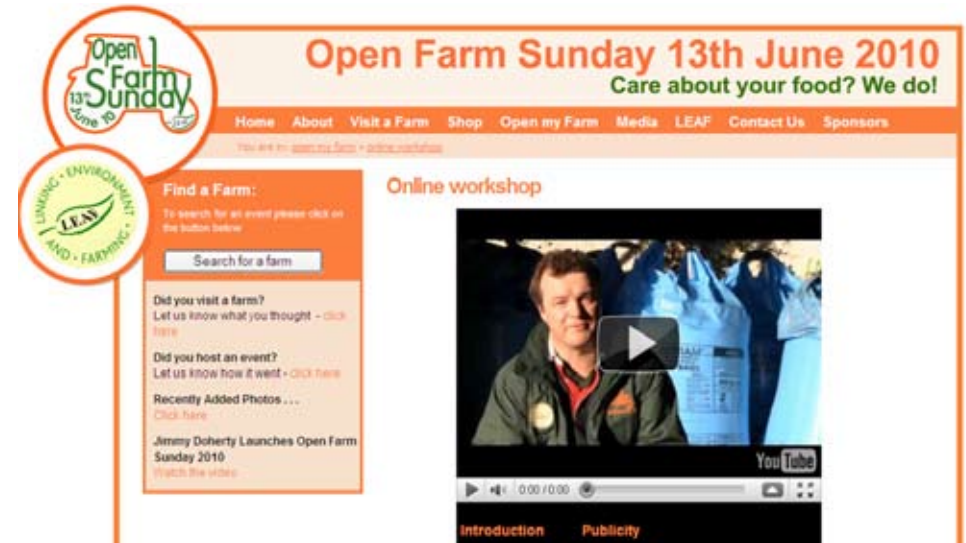 Open
Farm
Sunday
13th
June 10
Open Farm Sunday 13th June 2010
Care about your food? We do!
Home About Visit a Farm Shop Open my Farm Media LEAF Contact Us Sponsors
You are in: open my farm > online workshop
LINKING · ENVIRONMENT
LEAF
AND · FARMING ·
Find a Farm:
To search for an event please click on
the button below
Search for a farm
Did you visit a farm?
Let us know what you thought - click
here
Did you host an event?
Let us know how it went - click here
Recently Added Photos . . .
Click here
Jimmy Doherty Launches Open Farm
Sunday 2010
Watch the video
Online workshop
YouTube
0:00 / 0:00
Introduction Publicity